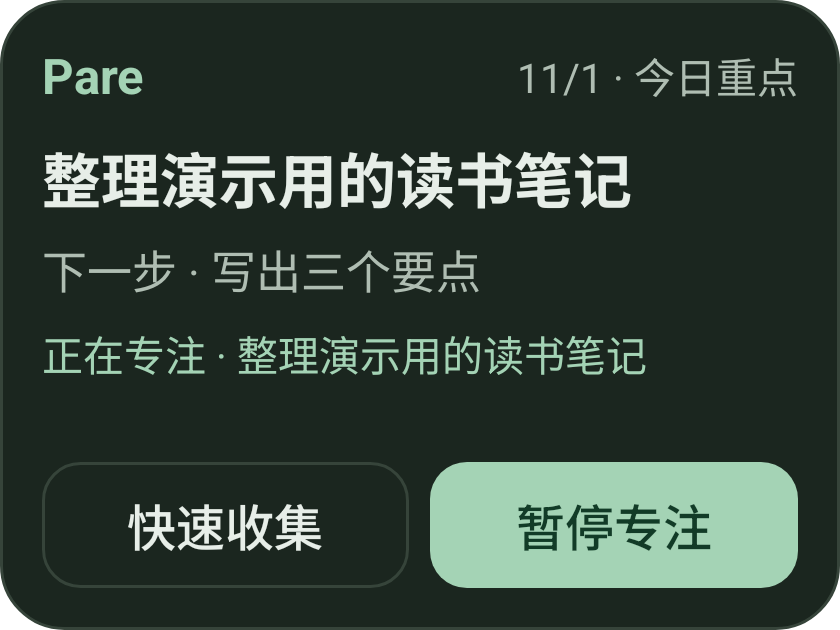 Pare
11/1 · 今日重点
整理演示用的读书笔记
下一步 · 写出三个要点
正在专注 · 整理演示用的读书笔记
快速收集
暂停专注